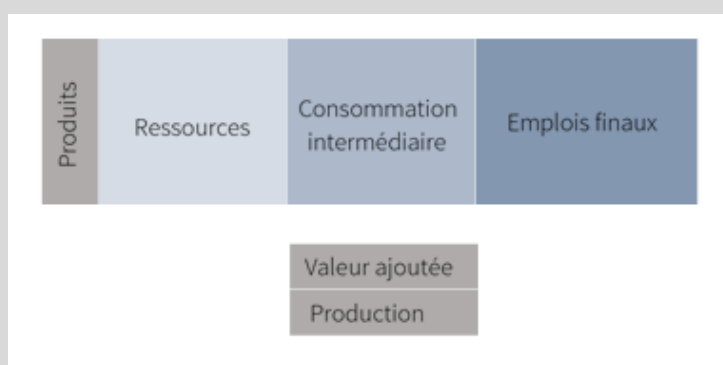 Produits
Ressources
Consommation
intermédiaire
Emplois finaux
Valeur ajoutée
Production